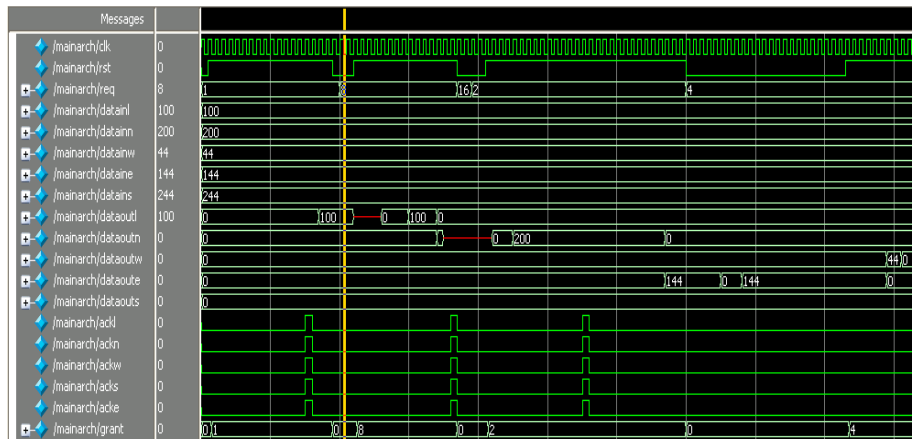 Messages
/mainarch/clk 0
/mainarch/rst 0
/mainarch/req 8 1 8 16 2 4
/mainarch/datainl 100 100
/mainarch/datainn 200 200
/mainarch/datainw 44 44
/mainarch/dataine 144 144
/mainarch/datains 244 244
/mainarch/dataoutl 100 0 100 0 100 0
/mainarch/dataoutn 0 0 0 200 0
/mainarch/dataoutw 0 0 44 0
/mainarch/dataoute 0 0 144 0 144 0
/mainarch/dataouts 0 0
/mainarch/ackl 0
/mainarch/ackn 0
/mainarch/ackw 0
/mainarch/acks 0
/mainarch/acke 0
/mainarch/grant 0 0 1 0 8 0 2 0 4